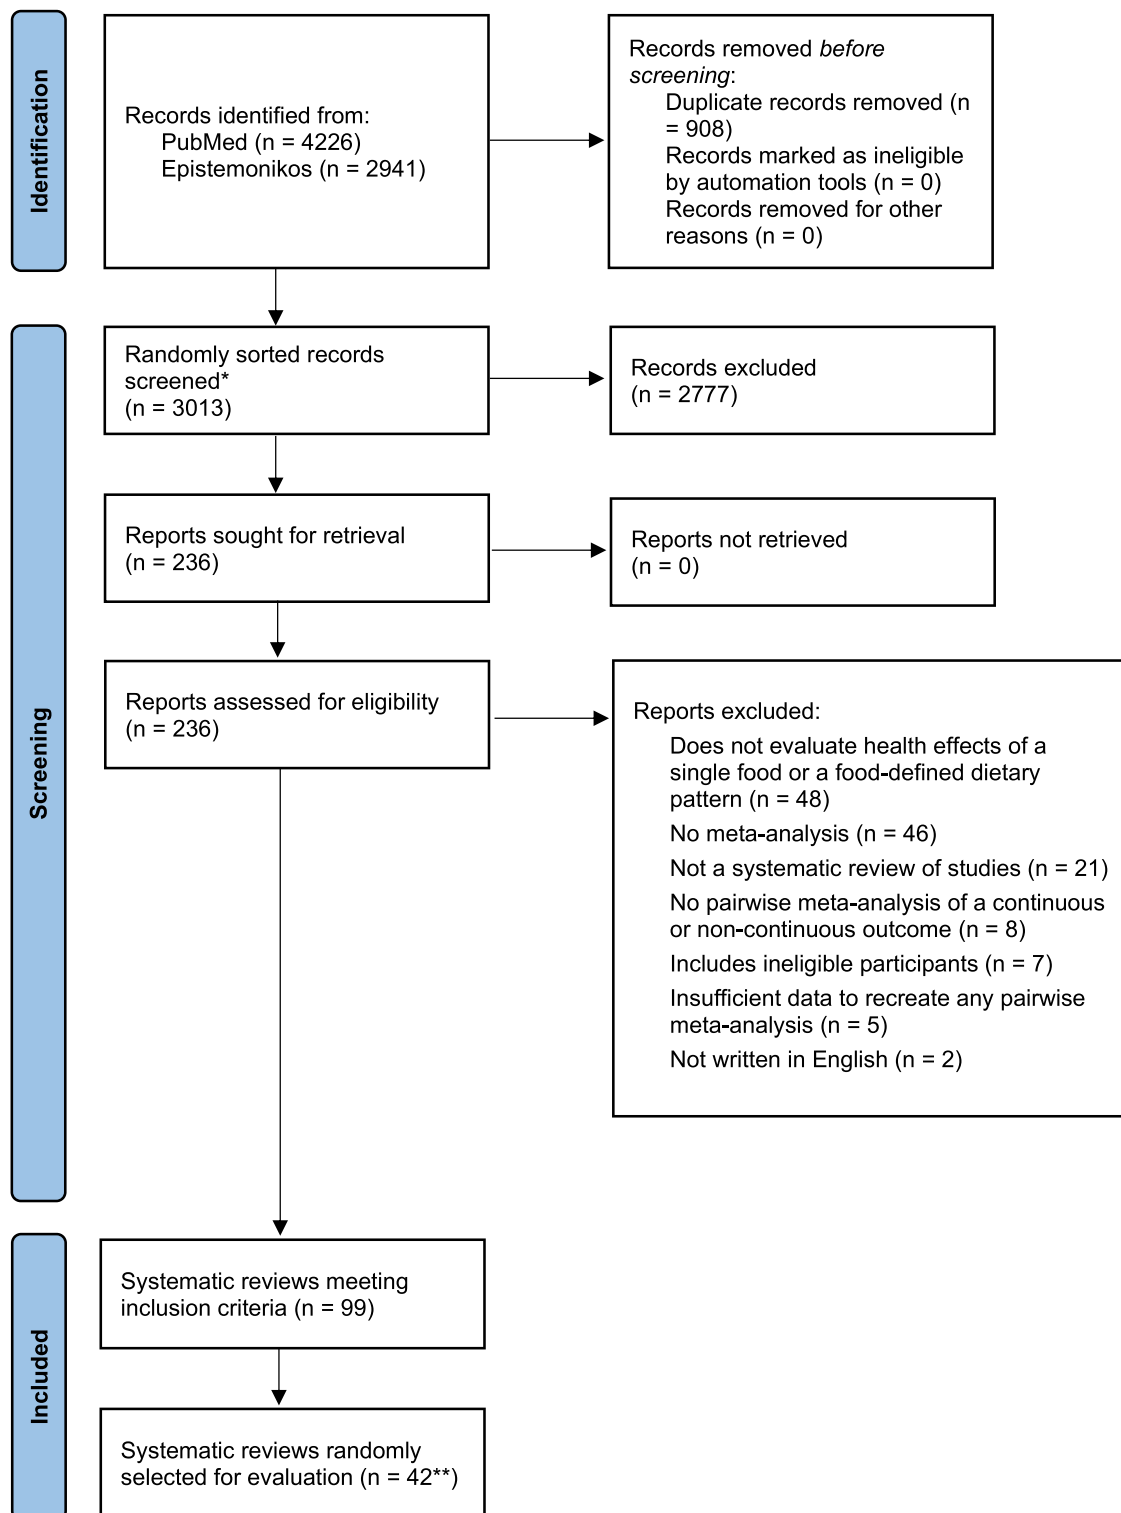 Identification
Records identified from:
PubMed (n = 4226)
Epistemonikos (n = 2941)
Records removed before
screening:
Duplicate records removed (n
= 908)
Records marked as ineligible
by automation tools (n = 0)
Records removed for other
reasons (n = 0)
Screening
Randomly sorted records
screened*
(n = 3013)
Records excluded
(n = 2777)
Reports sought for retrieval
(n = 236)
Reports not retrieved
(n = 0)
Reports assessed for eligibility
(n = 236)
Reports excluded:
Does not evaluate health effects of a
single food or a food-defined dietary
pattern (n = 48)
No meta-analysis (n = 46)
Not a systematic review of studies (n = 21)
No pairwise meta-analysis of a continuous
or non-continuous outcome (n = 8)
Includes ineligible participants (n = 7)
Insufficient data to recreate any pairwise
meta-analysis (n = 5)
Not written in English (n = 2)
Included
Systematic reviews meeting
inclusion criteria (n = 99)
Systematic reviews randomly
selected for evaluation (n = 42**)